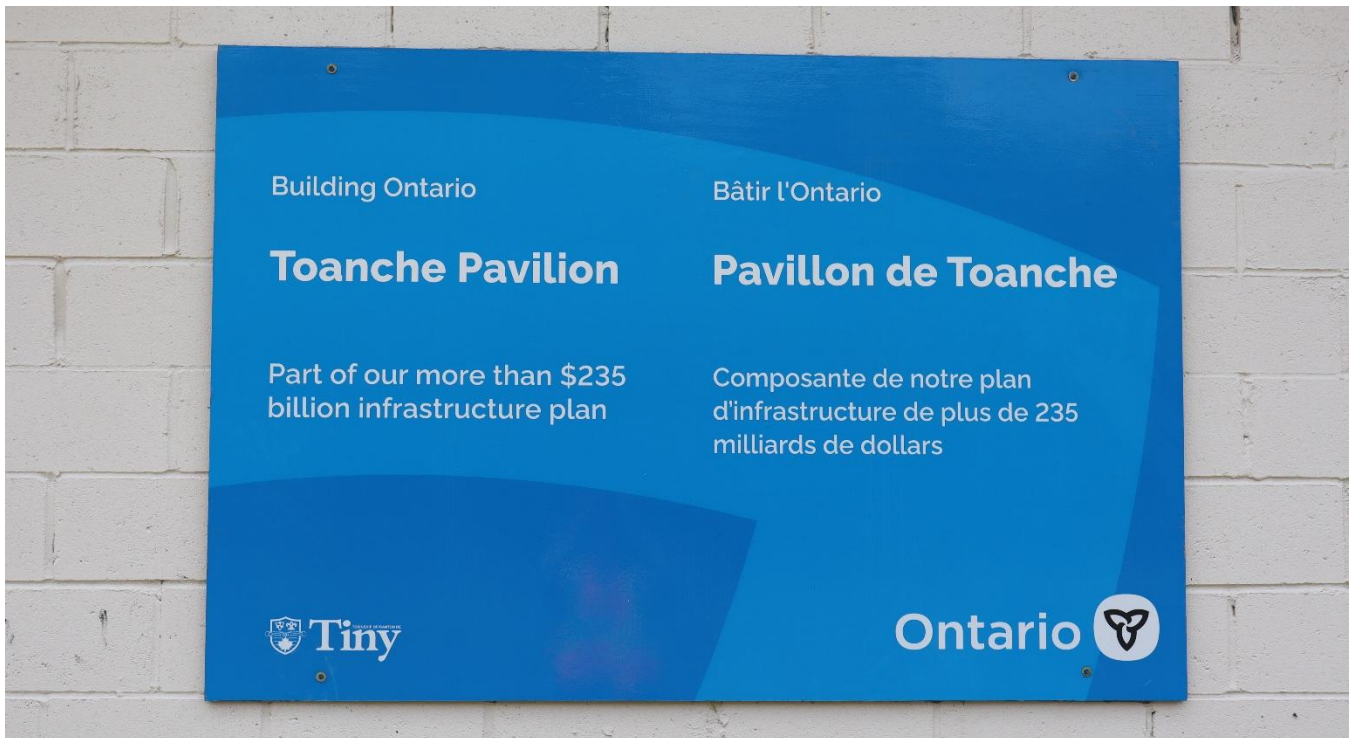 Building Ontario
Toanche Pavilion
Part of our more than $235
billion infrastructure plan
Bâtir l'Ontario
Pavillon de Toanche
Composante de notre plan
d'infrastructure de plus de 235
milliards de dollars
Tiny
Ontario